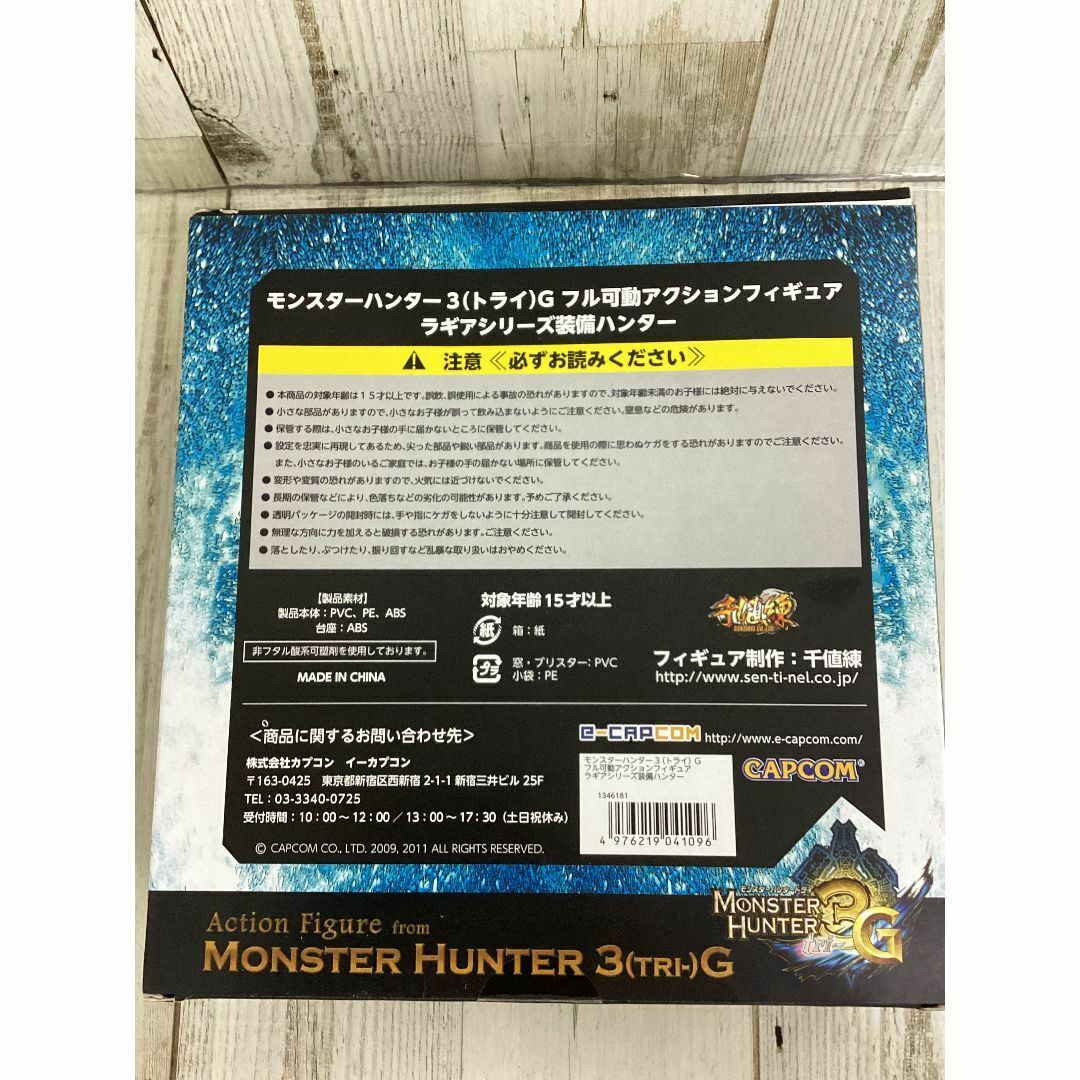 モンスターハンター3(トライ)G フル可動アクションフィギュア
ラギアシリーズ装備ハンター
注意≪必ずお読みください≫
●本商品の対象年齢は15才以上です。誤飲、誤使用による事故の恐れがありますので、対象年齢未満のお子様には絶対に与えないでください。
●小さな部品がありますので、小さなお子様が誤って飲み込まないようにご注意ください。窒息などの危険があります。
●保管する際は、小さなお子様の手に届かないところに保管してください。
●設定を忠実に再現してあるため、尖った部品や鋭い部品があります。商品を使用の際に思わぬケガをする恐れがありますのでご注意ください。
また、小さなお子様のいるご家庭では、お子様の手の届かない場所に保管してください。
●変形や変質の恐れがありますので、火気には近づけないでください。
●長期の保管などにより、色落ちなどの劣化の可能性があります。予めご了承ください。
●透明パッケージの開封時には、手や指にケガをしないように十分注意して開封してください。
●無理な方向に力を加えると破損する恐れがあります。ご注意ください。
●落としたり、ぶつけたり、振り回すなど乱暴な取り扱いはおやめください。
【製品素材】
製品本体:PVC、PE、ABS
台座:ABS
非フタル酸系可塑剤を使用しております。
MADE IN CHINA
対象年齢15才以上
紙 箱:紙
プラ 窓・ブリスター:PVC
小袋:PE
千値練
SENTINEL CO.,LTD
フィギュア制作:千値練
http://www.sen-ti-nel.co.jp/
<商品に関するお問い合わせ先>
株式会社カプコン イーカプコン
〒163-0425 東京都新宿区西新宿 2-1-1 新宿三井ビル 25F
TEL:03-3340-0725
受付時間:10:00~12:00/13:00~17:30(土日祝休み)
© CAPCOM CO., LTD. 2009, 2011 ALL RIGHTS RESERVED.
e-CAPCOM http://www.e-capcom.com/
モンスターハンター3(トライ)G
フル可動アクションフィギュア
ラギアシリーズ装備ハンター
1346181
4 976219 041096
CAPCOM®
モンスターハンタートライ
MONSTER HUNTER 3 tri- G
Action Figure from
MONSTER HUNTER 3(TRI-)G